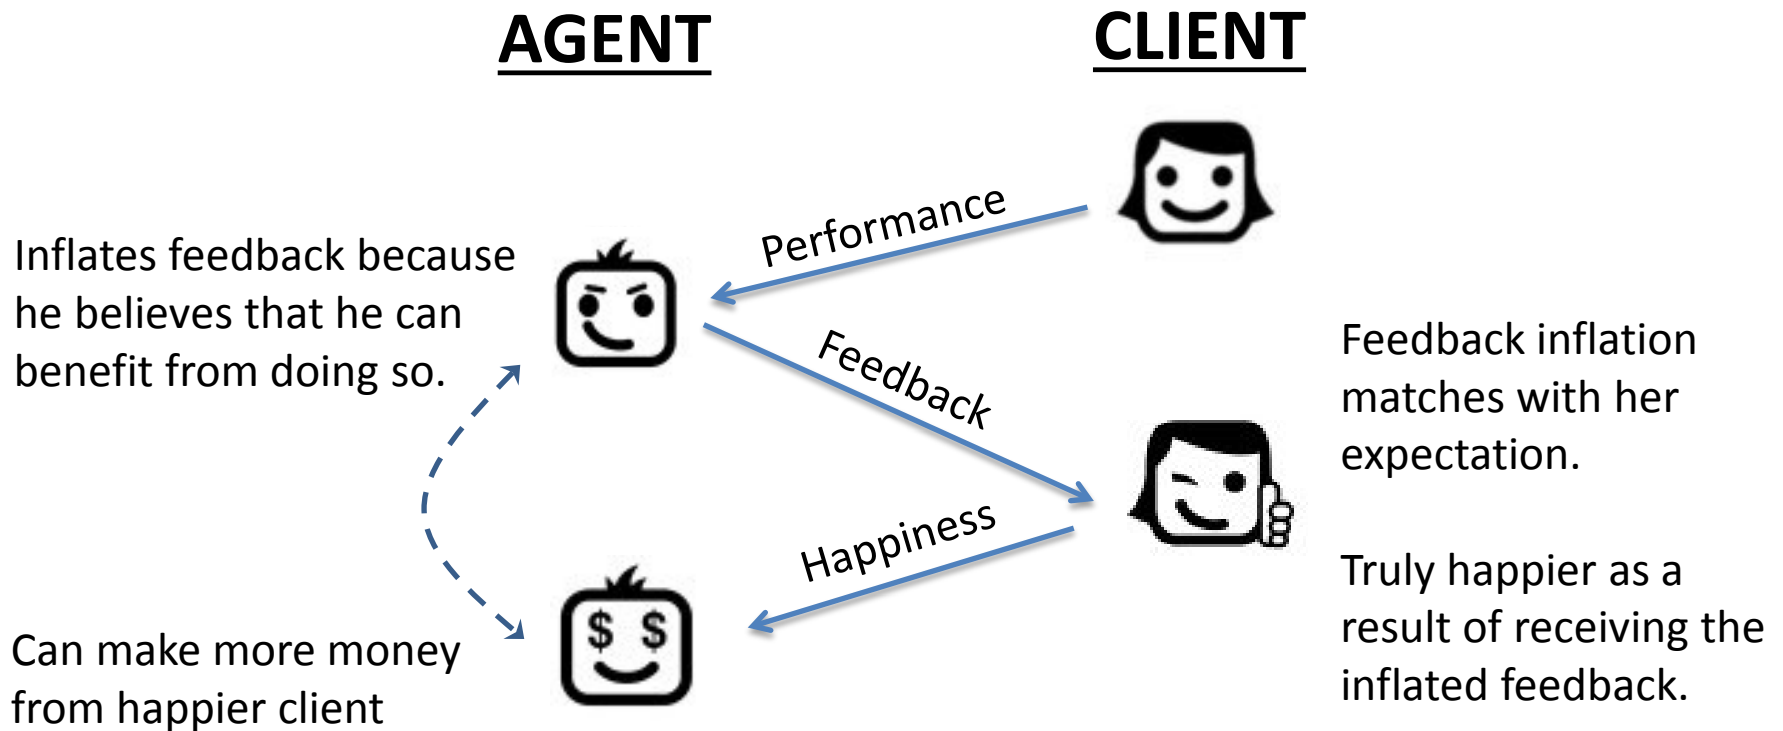 AGENT
CLIENT
Performance
Inflates feedback because
he believes that he can
benefit from doing so.
Feedback
Feedback inflation
matches with her
expectation.
Happiness
Truly happier as a
result of receiving the
inflated feedback.
$ $
Can make more money
from happier client